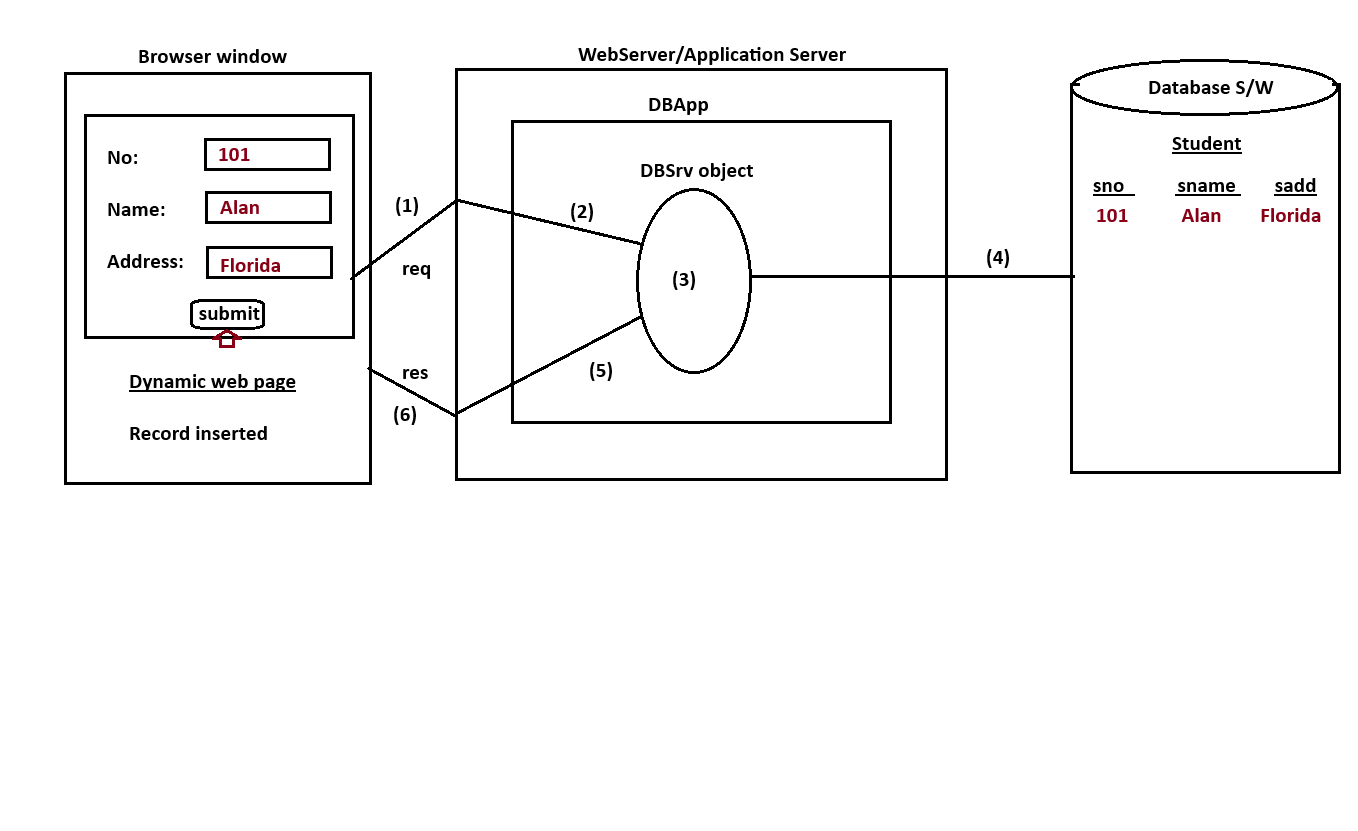 Browser window
No:
101
Name:
Alan
Address:
Florida
submit
Dynamic web page
Record inserted
(1)
req
res
(6)
WebServer/Application Server
DBApp
DBSrv object
(2)
(3)
(5)
(4)
Database S/W
Student
sno sname sadd
101 Alan Florida